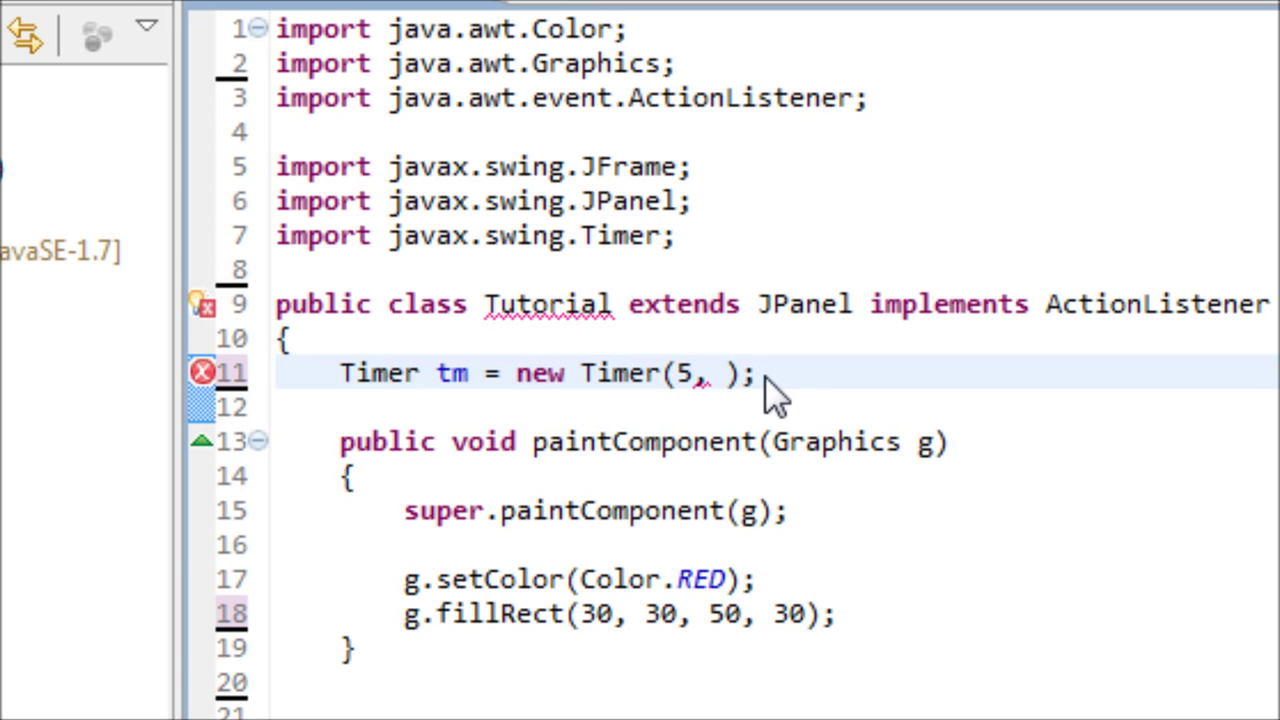 1 import java.awt.Color;
2 import java.awt.Graphics;
3 import java.awt.event.ActionListener;
4
5 import javax.swing.JFrame;
6 import javax.swing.JPanel;
7 import javax.swing.Timer;
8
avaSE-1.7]
9 public class Tutorial extends JPanel implements ActionListener
10 {
11 Timer tm = new Timer(5, );
12
13 public void paintComponent(Graphics g)
14 {
15 super.paintComponent(g);
16
17 g.setColor(Color.RED);
18 g.fillRect(30, 30, 50, 30);
19 }
20
21